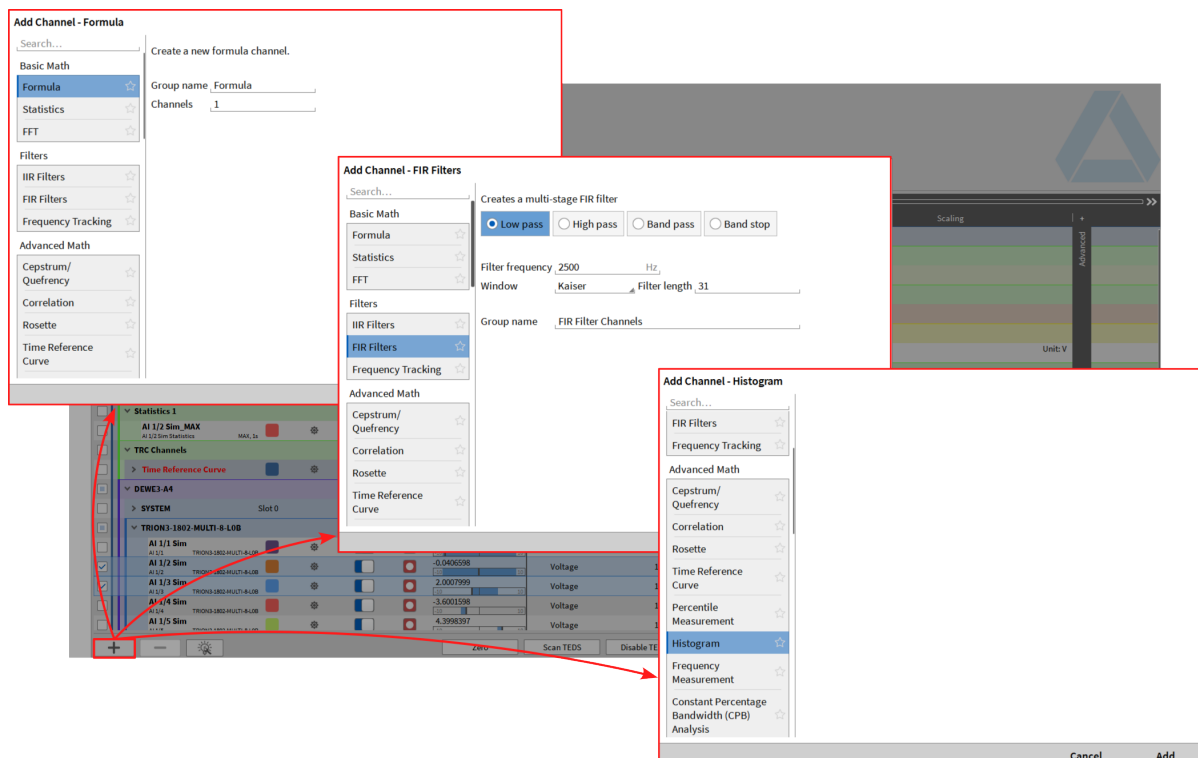 Add Channel - Formula
Search...
Basic Math
Formula
Statistics
FFT
Filters
IIR Filters
FIR Filters
Frequency Tracking
Advanced Math
Cepstrum/
Quefrency
Correlation
Rosette
Time Reference
Curve
Create a new formula channel.
Group name Formula
Channels 1
Add Channel - FIR Filters
Search...
Basic Math
Formula
Statistics
FFT
Filters
IIR Filters
FIR Filters
Frequency Tracking
Advanced Math
Cepstrum/
Quefrency
Correlation
Rosette
Time Reference
Curve
Creates a multi-stage FIR filter
Low pass High pass Band pass Band stop
Filter frequency 2500 Hz
Window Kaiser Filter length 31
Group name FIR Filter Channels
Scaling +
Advanced
Unit: V
Add Channel - Histogram
Search...
FIR Filters
Frequency Tracking
Advanced Math
Cepstrum/
Quefrency
Correlation
Rosette
Time Reference
Curve
Percentile
Measurement
Histogram
Frequency
Measurement
Constant Percentage
Bandwidth (CPB)
Analysis
Cancel Add
Statistics 1
AI 1/2 Sim_MAX
AI 1/2 Sim Statistics MAX, 1s
TRC Channels
Time Reference Curve
DEWE3-A4
SYSTEM Slot 0
TRION3-1802-MULTI-8-L0B
AI 1/1 Sim
AI 1/1 TRION3-1802-MULTI-8-L0B
AI 1/2 Sim -0.0406598
AI 1/2 TRION3-1802-MULTI-8-L0B Voltage 1
AI 1/3 Sim 2.0007999
AI 1/3 TRION3-1802-MULTI-8-L0B Voltage 1
AI 1/4 Sim -3.6001598
AI 1/4 TRION3-1802-MULTI-8-L0B Voltage 1
AI 1/5 Sim 4.3998397
Voltage 1
Zero Scan TEDS Disable TE